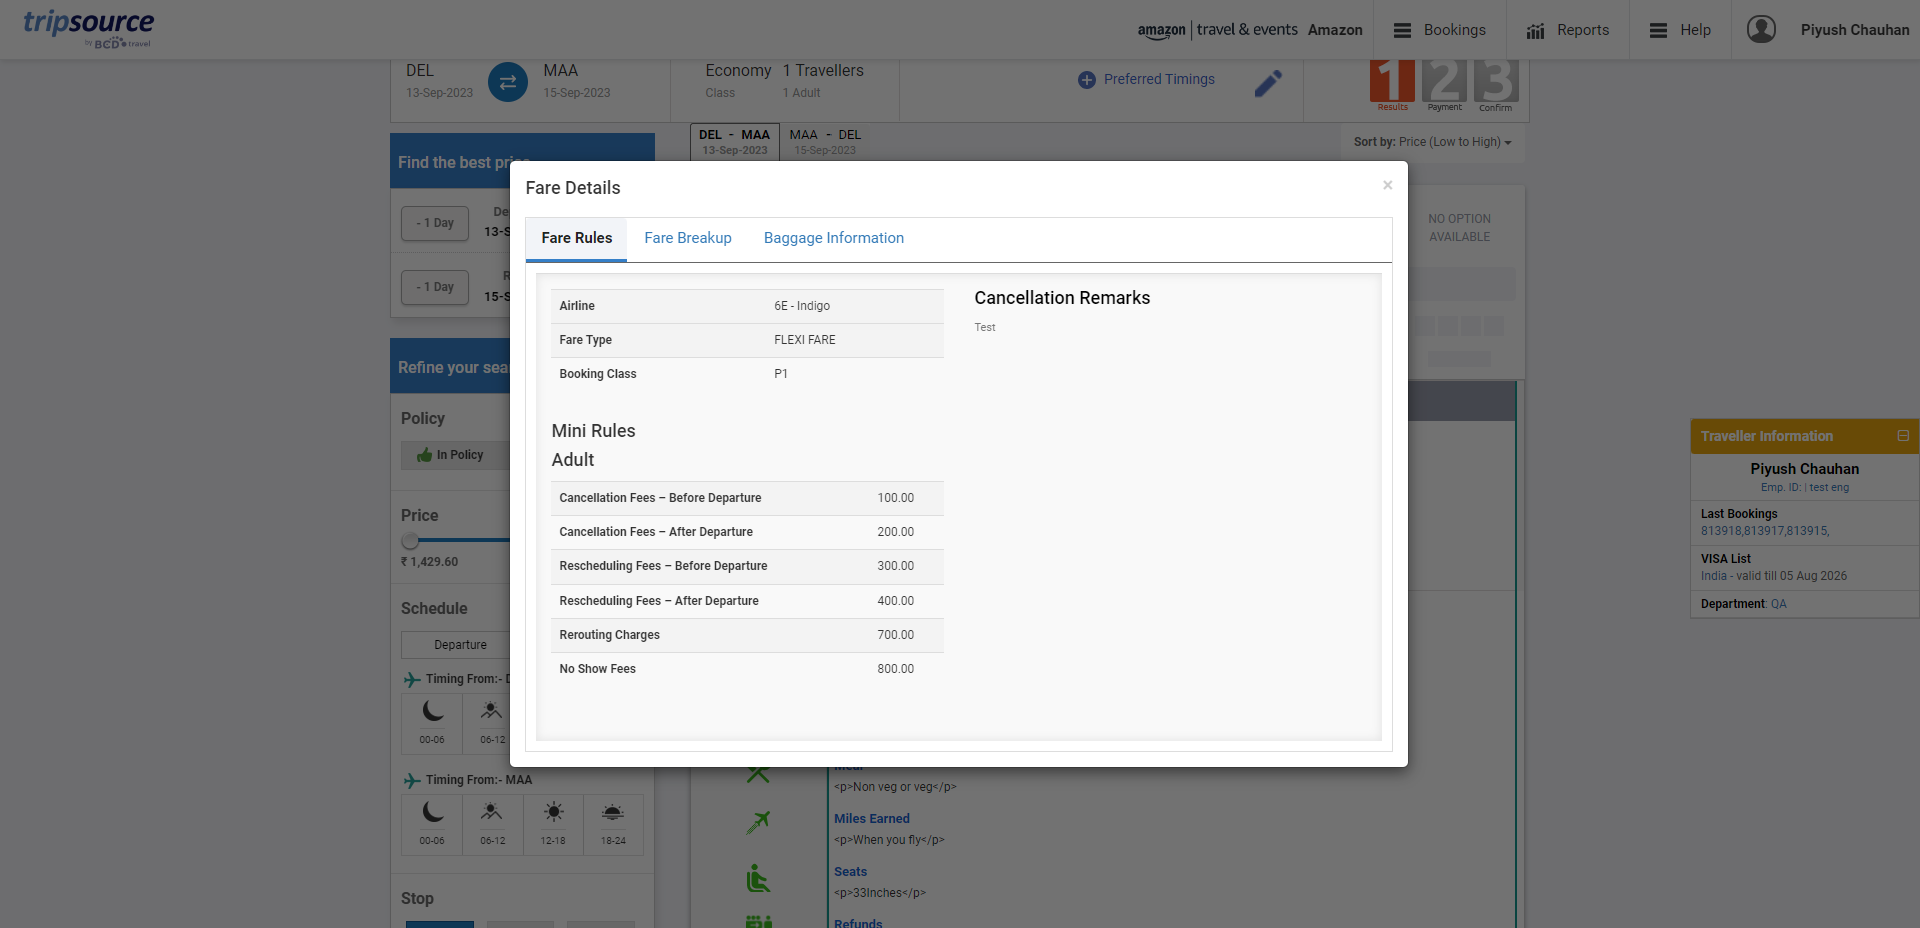 tripsource
by BCD travel
amazon | travel & events Amazon
Bookings
Reports
Help
Piyush Chauhan
DEL
13-Sep-2023
MAA
15-Sep-2023
Economy
Class
1 Travellers
1 Adult
Preferred Timings
1 2 3
Results
Payment
Confirm
DEL - MAA
13-Sep-2023
MAA - DEL
15-Sep-2023
Sort by: Price (Low to High)
Find the best
- 1 Day
13-S
- 1 Day
15-S
NO OPTION
AVAILABLE
Refine your sea
Policy
In Policy
Price
₹ 1,429.60
Schedule
Departure
Timing From:-
00-06
06-12
Timing From:- MAA
00-06
06-12
12-18
18-24
Stop
Fare Details
×
Fare Rules
Fare Breakup
Baggage Information
Airline 6E - Indigo
Fare Type FLEXI FARE
Booking Class P1
Cancellation Remarks
Test
Mini Rules
Adult
Cancellation Fees – Before Departure 100.00
Cancellation Fees – After Departure 200.00
Rescheduling Fees – Before Departure 300.00
Rescheduling Fees – After Departure 400.00
Rerouting Charges 700.00
No Show Fees 800.00
<p>Non veg or veg</p>
Miles Earned
<p>When you fly</p>
Seats
<p>33Inches</p>
Refunds
Traveller Information
Piyush Chauhan
Emp. ID: | test eng
Last Bookings
813918,813917,813915,
VISA List
India - valid till 05 Aug 2026
Department: QA